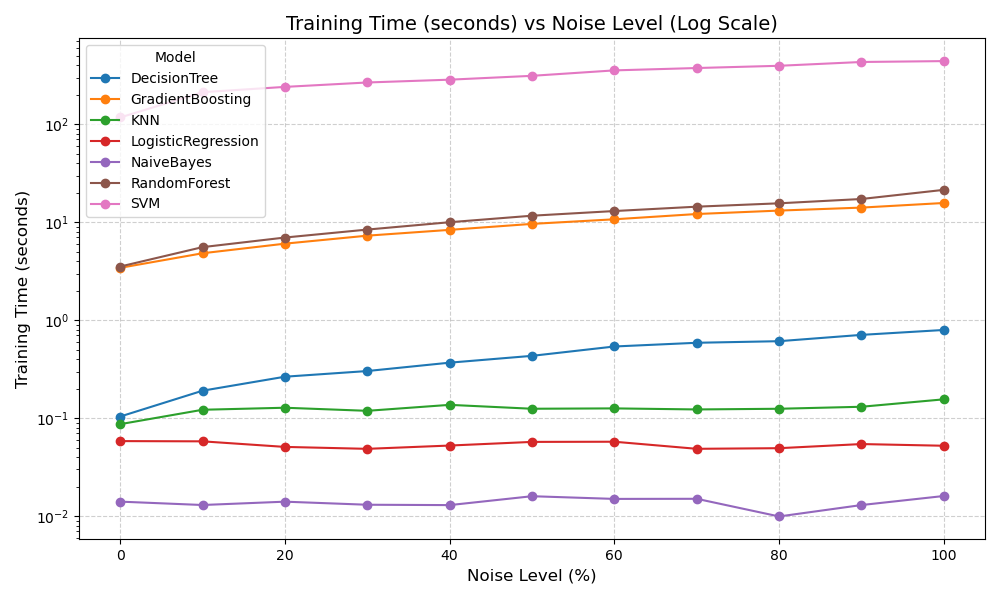 Training Time (seconds) vs Noise Level (Log Scale)
Model
DecisionTree
GradientBoosting
KNN
LogisticRegression
NaiveBayes
RandomForest
SVM
Training Time (seconds)
10²
10¹
10⁰
10⁻¹
10⁻²
0 20 40 60 80 100
Noise Level (%)